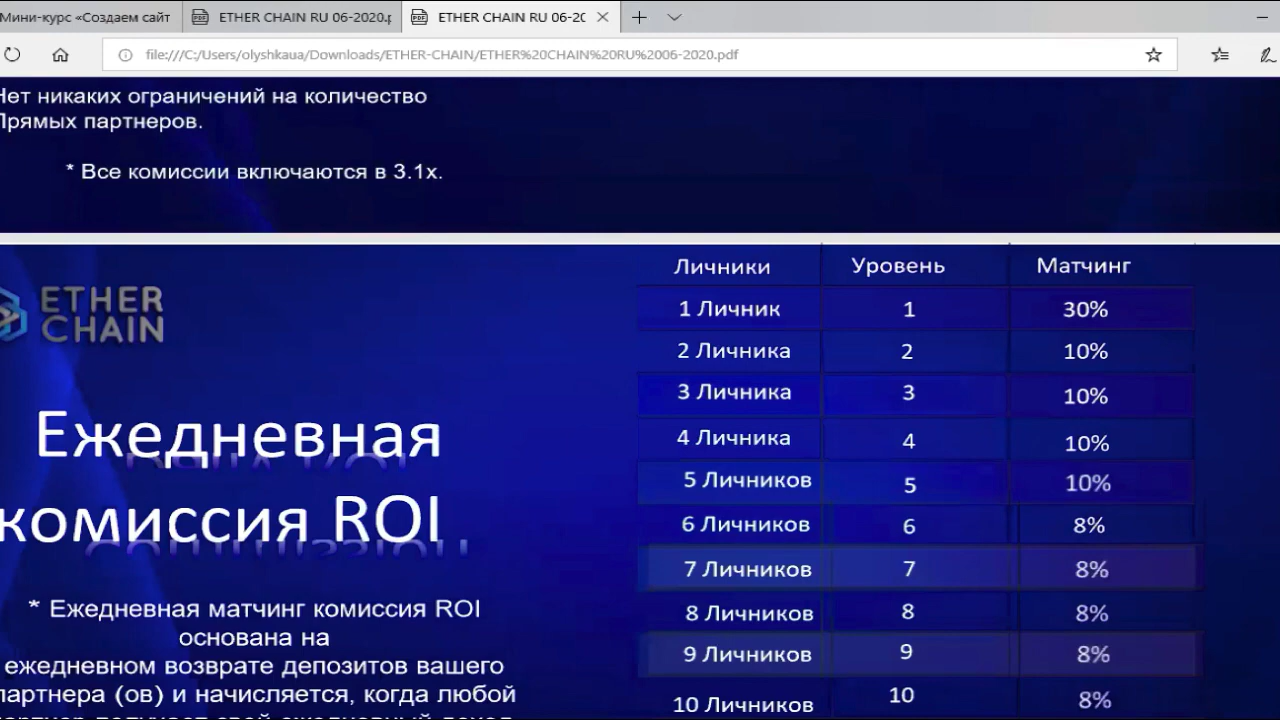 Мини-курс «Создаем сайт
ETHER CHAIN RU 06-2020.p
ETHER CHAIN RU 06-20
file:///C:/Users/olyshkaua/Downloads/ETHER-CHAIN/ETHER%20CHAIN%20RU%2006-2020.pdf
Нет никаких ограничений на количество
Прямых партнеров.
* Все комиссии включаются в 3.1x.
ETHER
CHAIN
Ежедневная
комиссия ROI
* Ежедневная матчинг комиссия ROI
основана на
ежедневном возврате депозитов вашего
партнера (ов) и начисляется, когда любой
Личники Уровень Матчинг
1 Личник 1 30%
2 Личника 2 10%
3 Личника 3 10%
4 Личника 4 10%
5 Личников 5 10%
6 Личников 6 8%
7 Личников 7 8%
8 Личников 8 8%
9 Личников 9 8%
10 Личников 10 8%